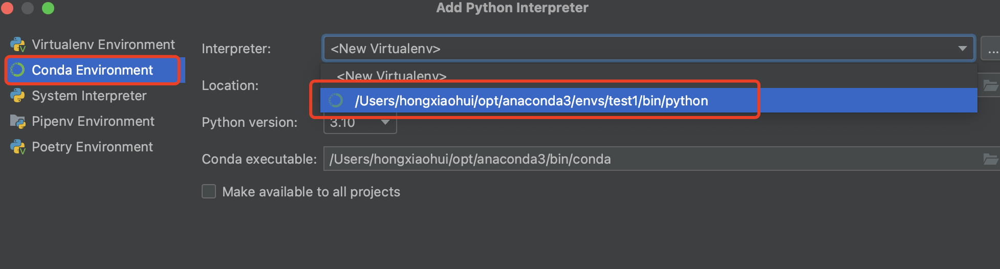 Add Python Interpreter
Virtualenv Environment
Conda Environment
System Interpreter
Pipenv Environment
Poetry Environment
Interpreter: <New Virtualenv> ...
<New Virtualenv>
Location:
/Users/hongxiaohui/opt/anaconda3/envs/test1/bin/python
Python version: 3.10
Conda executable: /Users/hongxiaohui/opt/anaconda3/bin/conda
Make available to all projects